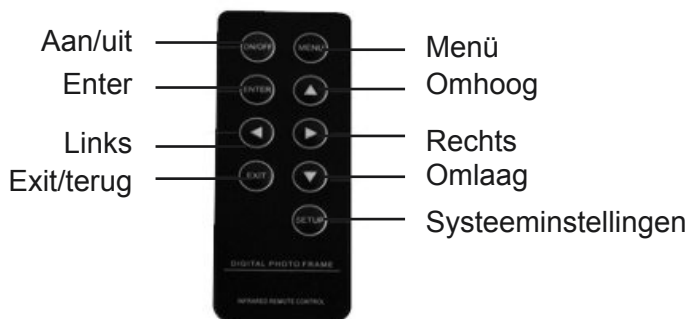 Aan/uit
Enter
Links
Exit/terug
ON/OFF
MENU
ENTER
EXIT
SETUP
DIGITAL PHOTO FRAME
INFRARED REMOTE CONTROL
Menü
Omhoog
Rechts
Omlaag
Systeeminstellingen